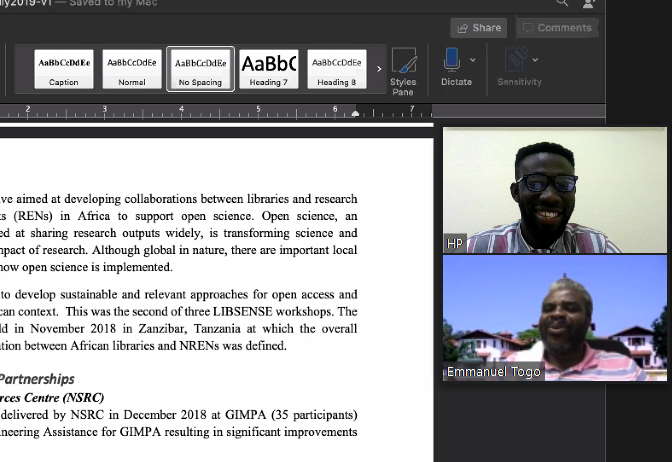 uly2019-V1 — Saved to my Mac
Share
Comments
AaBbCcDdEe
AaBbCcDdEe
AaBbCcDdEe
AaBbC
AaBbCcDdEe
Caption
Normal
No Spacing
Heading 7
Heading 8
Styles
Pane
Dictate
Sensitivity
2 3 4 5 6 7
ve aimed at developing collaborations between libraries and research
s (RENs) in Africa to support open science. Open science, an
ed at sharing research outputs widely, is transforming science and
mpact of research. Although global in nature, there are important local
how open science is implemented.
to develop sustainable and relevant approaches for open access and
can context. This was the second of three LIBSENSE workshops. The
ld in November 2018 in Zanzibar, Tanzania at which the overall
ation between African libraries and NRENs was defined.
Partnerships
rces Centre (NSRC)
delivered by NSRC in December 2018 at GIMPA (35 participants)
ineering Assistance for GIMPA resulting in significant improvements
HP
Emmanuel Togo